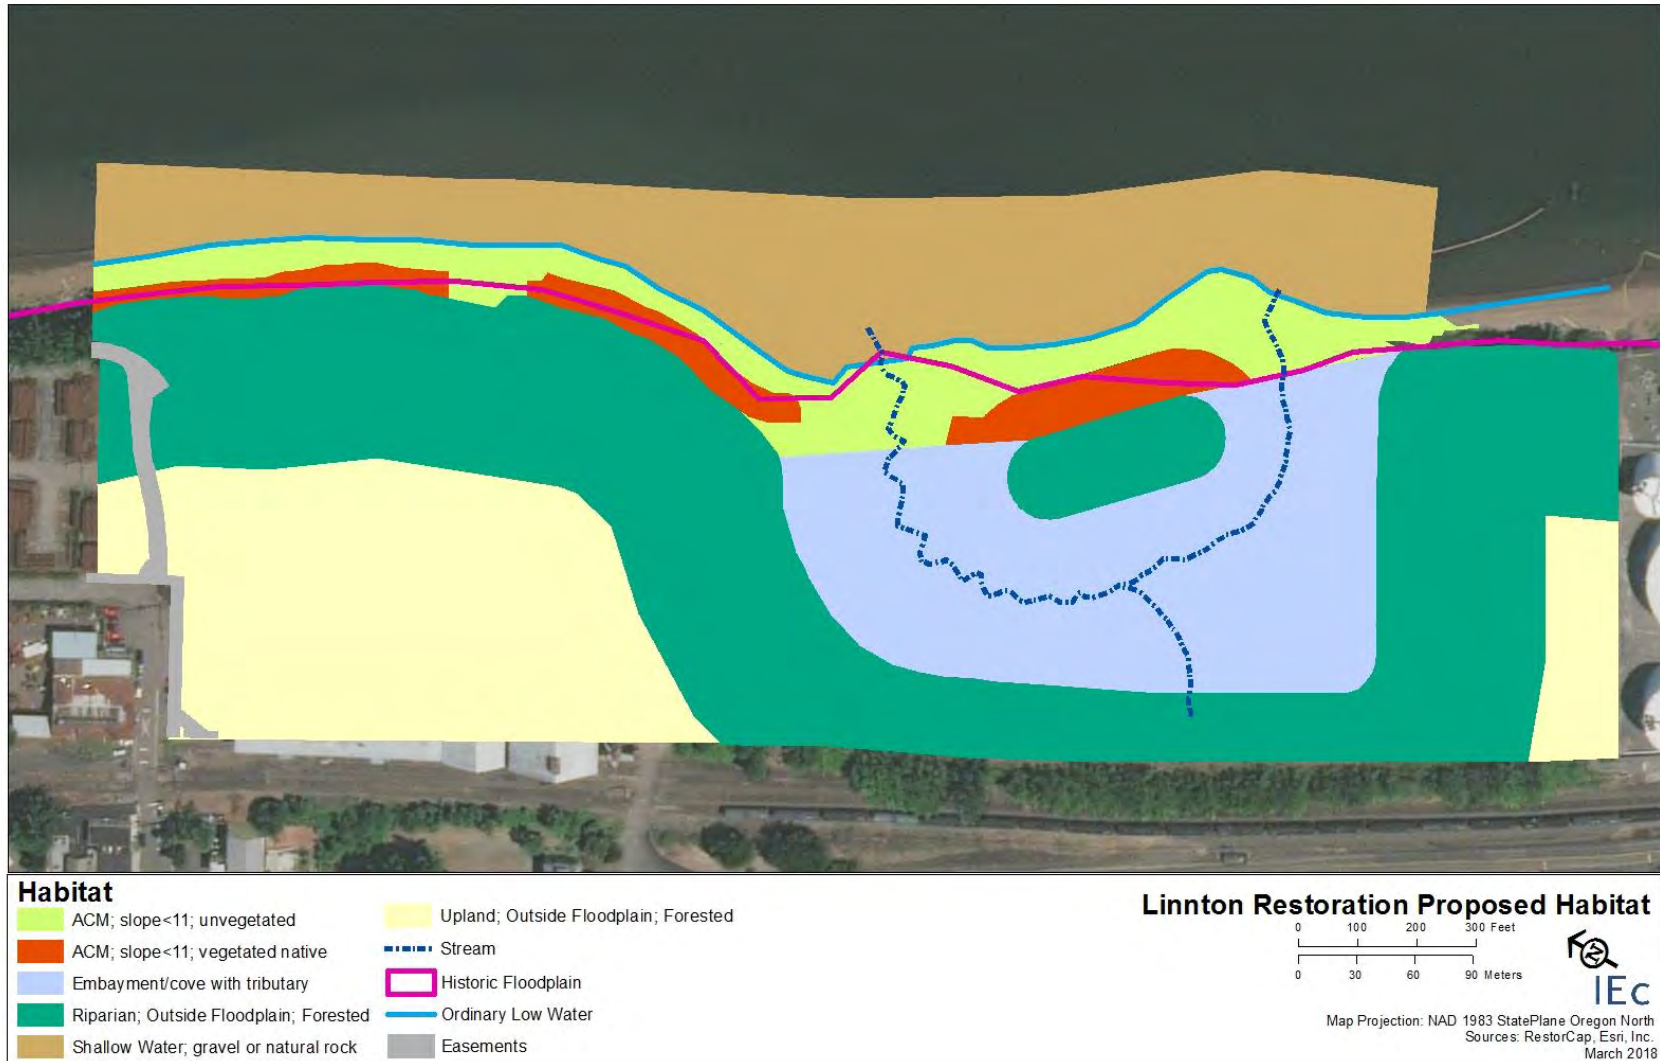 Habitat
ACM; slope<11; unvegetated
ACM; slope<11; vegetated native
Embayment/cove with tributary
Riparian; Outside Floodplain; Forested
Shallow Water; gravel or natural rock
Upland; Outside Floodplain; Forested
Stream
Historic Floodplain
Ordinary Low Water
Easements
Linnton Restoration Proposed Habitat
0 100 200 300 Feet
0 30 60 90 Meters
N
IEc
Map Projection: NAD 1983 StatePlane Oregon North
Sources: RestorCap, Esri, Inc.
March 2018